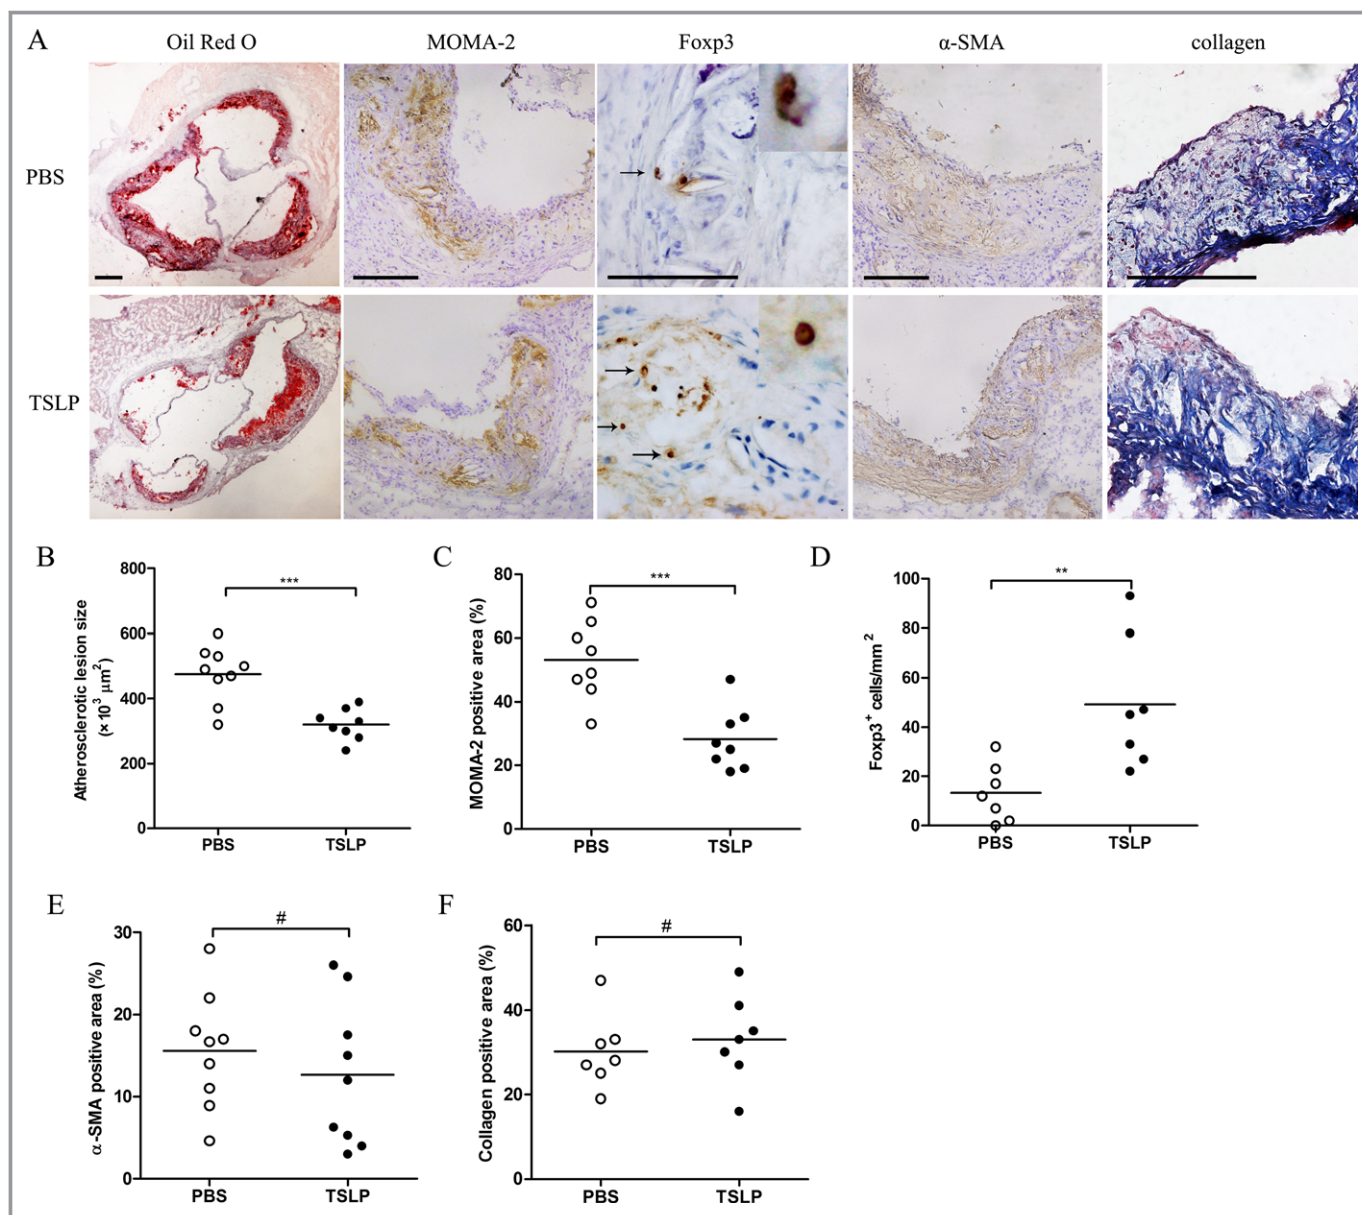 A
Oil Red O MOMA-2 Foxp3 α-SMA collagen
PBS
TSLP
B
Atherosclerotic lesion size
(× 10³ μm²)
800
600
400
200
0
***
PBS TSLP
C
MOMA-2 positive area (%)
80
60
40
20
0
***
PBS TSLP
D
Foxp3⁺ cells/mm²
100
80
60
40
20
0
**
PBS TSLP
E
α-SMA positive area (%)
30
20
10
0
#
PBS TSLP
F
Collagen positive area (%)
60
40
20
0
#
PBS TSLP